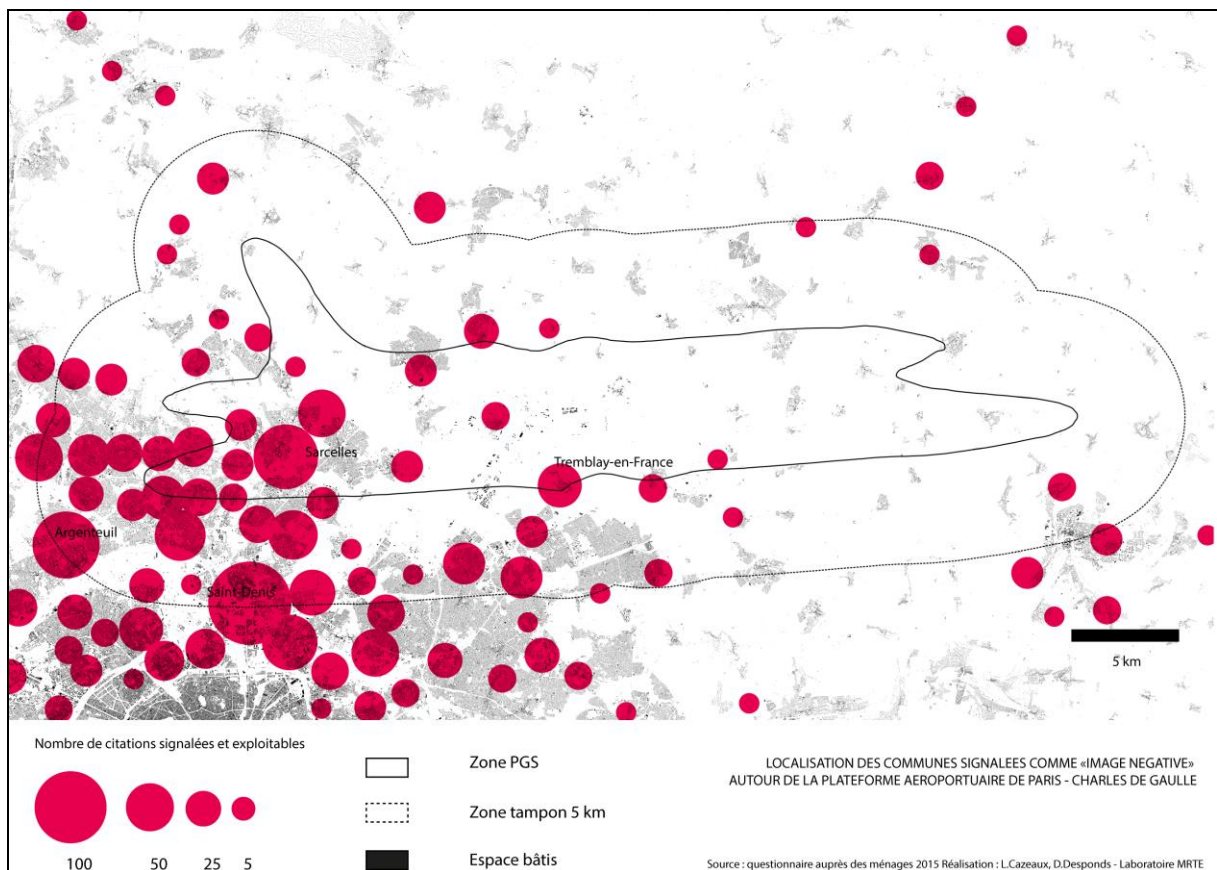 Sarcelles
Tremblay-en-France
Argenteuil
Saint-Denis
5 km
Nombre de citations signalées et exploitables
100 50 25 5
Zone PGS
Zone tampon 5 km
Espace bâtis
LOCALISATION DES COMMUNES SIGNALEES COMME «IMAGE NEGATIVE»
AUTOUR DE LA PLATEFORME AEROPORTUAIRE DE PARIS - CHARLES DE GAULLE
Source : questionnaire auprès des ménages 2015 Réalisation : L.Cazeaux, D.Desponds - Laboratoire MRTE